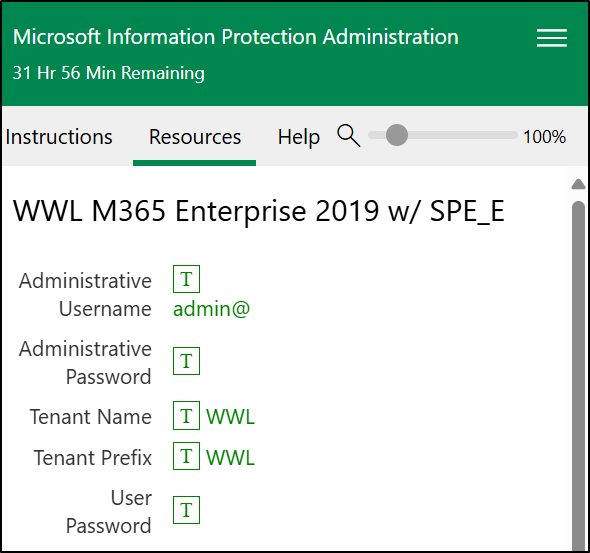 Microsoft Information Protection Administration
31 Hr 56 Min Remaining
Instructions Resources Help 100%
WWL M365 Enterprise 2019 w/ SPE_E
Administrative T
Username admin@
Administrative
Password T
Tenant Name T WWL
Tenant Prefix T WWL
User
Password T